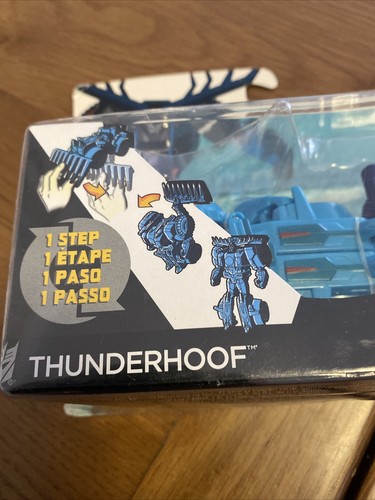 1 STEP
1 ÉTAPE
1 PASO
1 PASSO
THUNDERHOOF™